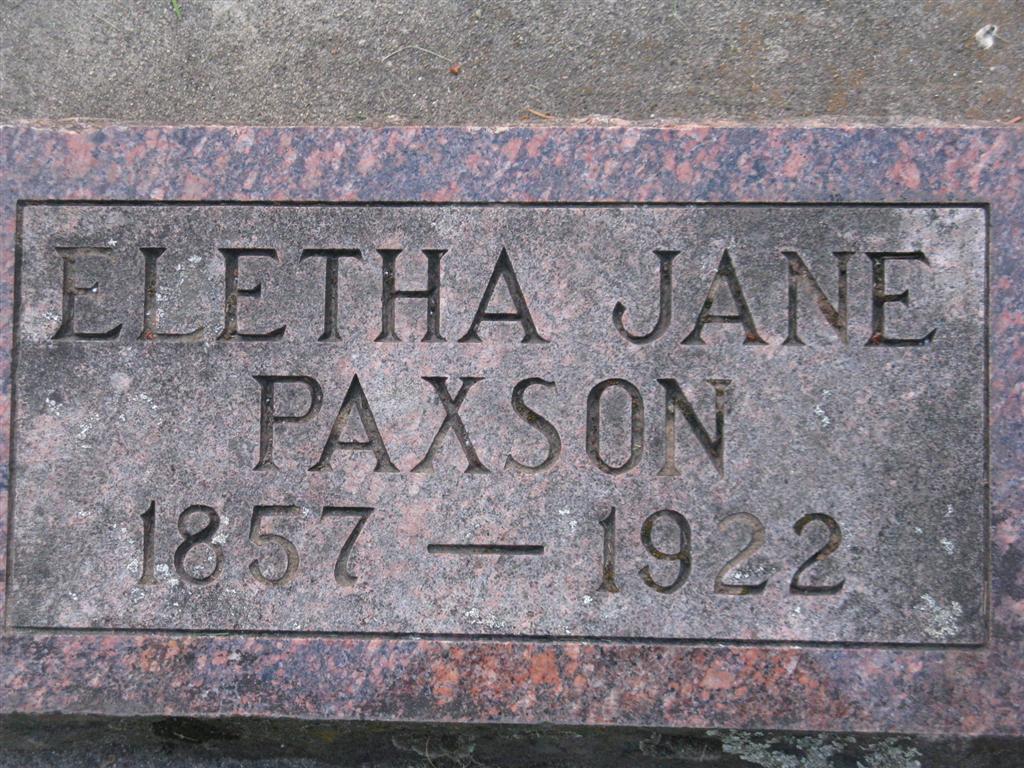 ELETHA JANE
PAXSON
1857 — 1922